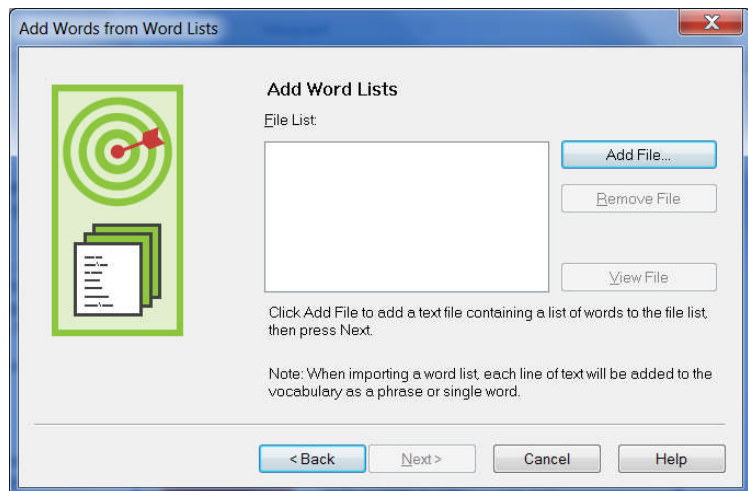 Add Words from Word Lists
Add Word Lists
File List:
Add File...
Remove File
View File
Click Add File to add a text file containing a list of words to the file list,
then press Next.
Note: When importing a word list, each line of text will be added to the
vocabulary as a phrase or single word.
< Back
Next >
Cancel
Help